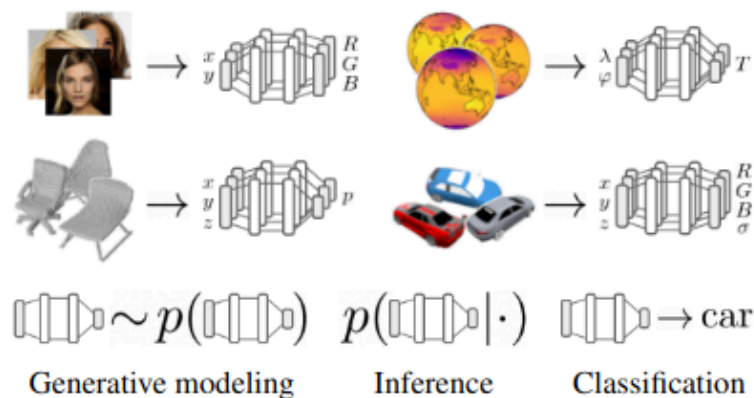 x y → R G B
λ φ → T
x y z → p
x y z → R G B σ
∼ p( )
p( |·)
→ car
Generative modeling
Inference
Classification